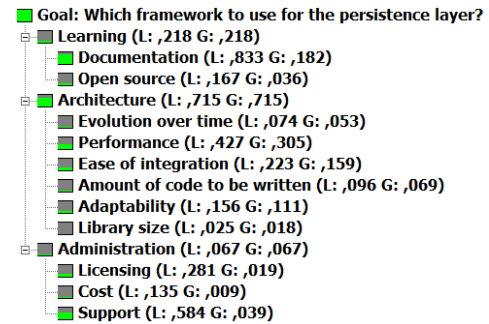 Goal: Which framework to use for the persistence layer?
Learning (L: ,218 G: ,218)
Documentation (L: ,833 G: ,182)
Open source (L: ,167 G: ,036)
Architecture (L: ,715 G: ,715)
Evolution over time (L: ,074 G: ,053)
Performance (L: ,427 G: ,305)
Ease of integration (L: ,223 G: ,159)
Amount of code to be written (L: ,096 G: ,069)
Adaptability (L: ,156 G: ,111)
Library size (L: ,025 G: ,018)
Administration (L: ,067 G: ,067)
Licensing (L: ,281 G: ,019)
Cost (L: ,135 G: ,009)
Support (L: ,584 G: ,039)